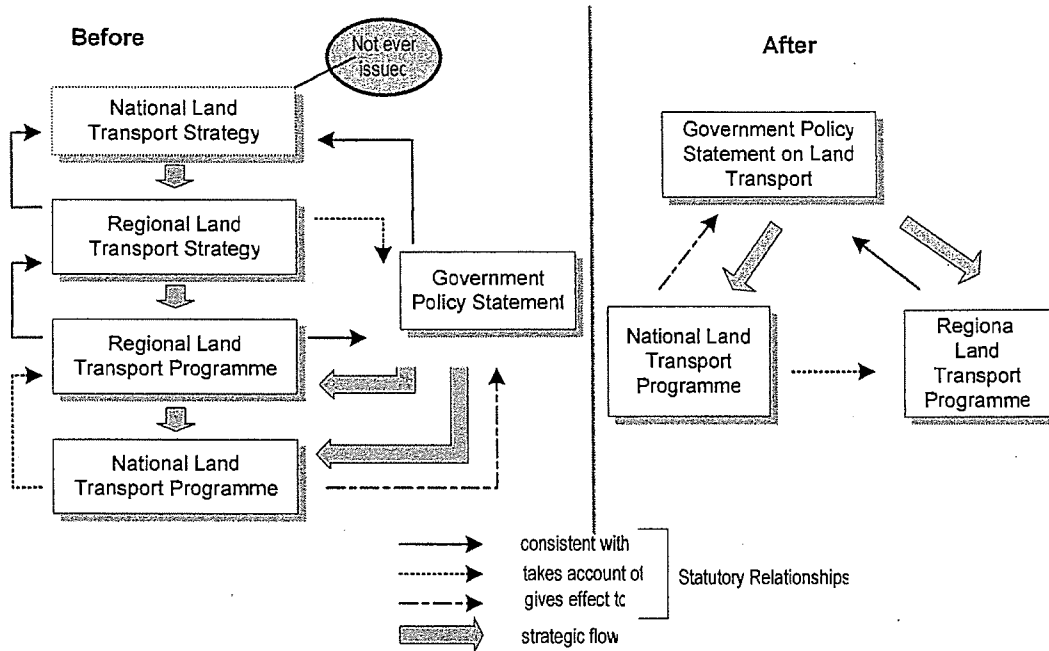 Before
Not ever
issued
National Land
Transport Strategy
Regional Land
Transport Strategy
Regional Land
Transport Programme
National Land
Transport Programme
Government
Policy Statement
After
Government Policy
Statement on Land
Transport
National Land
Transport
Programme
Regiona
Land
Transport
Programme
consistent with
takes account of
gives effect to
strategic flow
Statutory Relationships